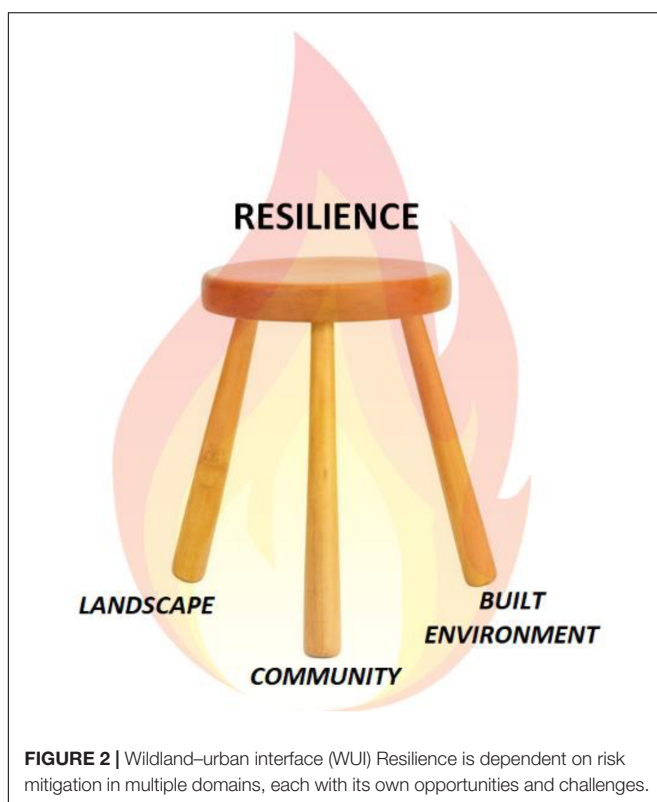 RESILIENCE
LANDSCAPE
COMMUNITY
BUILT
ENVIRONMENT
FIGURE 2 | Wildland–urban interface (WUI) Resilience is dependent on risk
mitigation in multiple domains, each with its own opportunities and challenges.